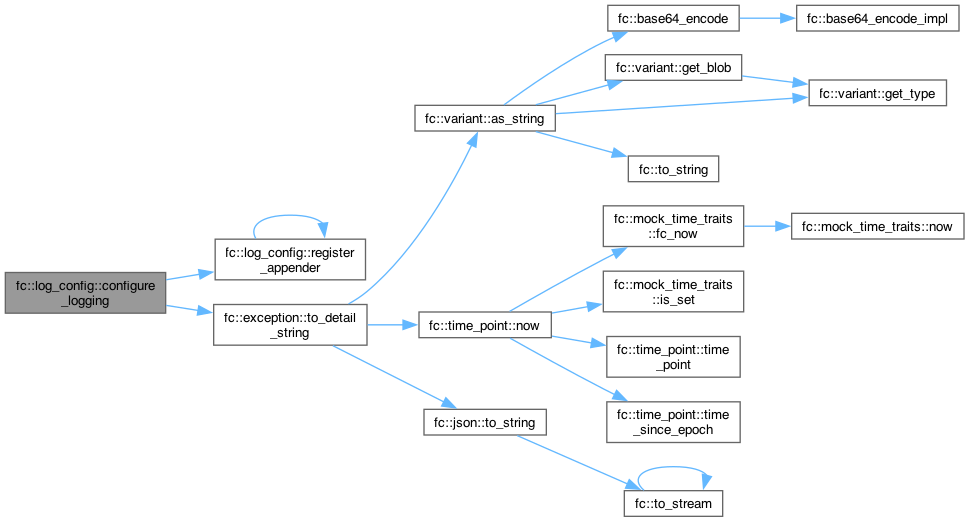 fc::log_config::configure
_logging
fc::log_config::register
_appender
fc::exception::to_detail
_string
fc::variant::as_string
fc::base64_encode
fc::base64_encode_impl
fc::variant::get_blob
fc::variant::get_type
fc::to_string
fc::time_point::now
fc::mock_time_traits
::fc_now
fc::mock_time_traits::now
fc::mock_time_traits
::is_set
fc::time_point::time
_point
fc::time_point::time
_since_epoch
fc::json::to_string
fc::to_stream